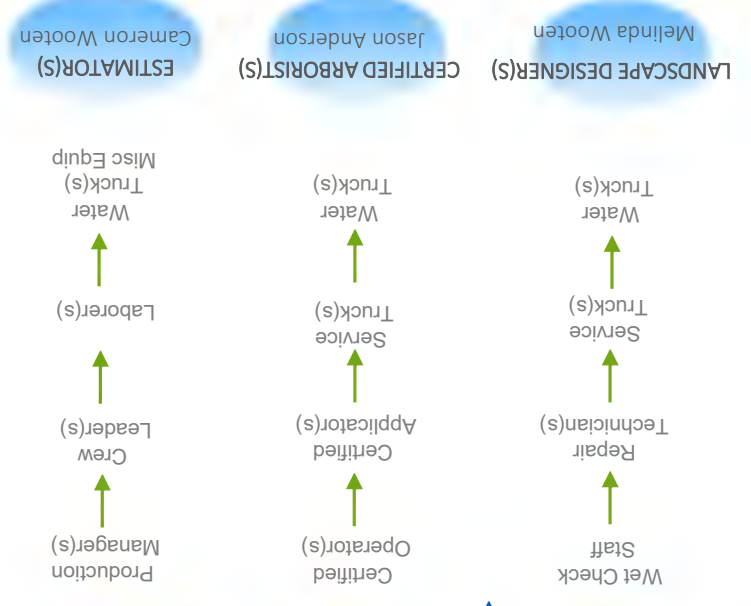 Wet Check
Staff
Repair
Technician(s)
Service
Truck(s)
Water
Truck(s)
LANDSCAPE DESIGNER(S)
Melinda Wooten
Certified
Operator(s)
Certified
Applicator(s)
Service
Truck(s)
Water
Truck(s)
CERTIFIED ARBORIST(S)
Jason Anderson
Production
Manager(s)
Crew
Leader(s)
Laborer(s)
Water
Truck(s)
Misc Equip
ESTIMATOR(S)
Cameron Wooten